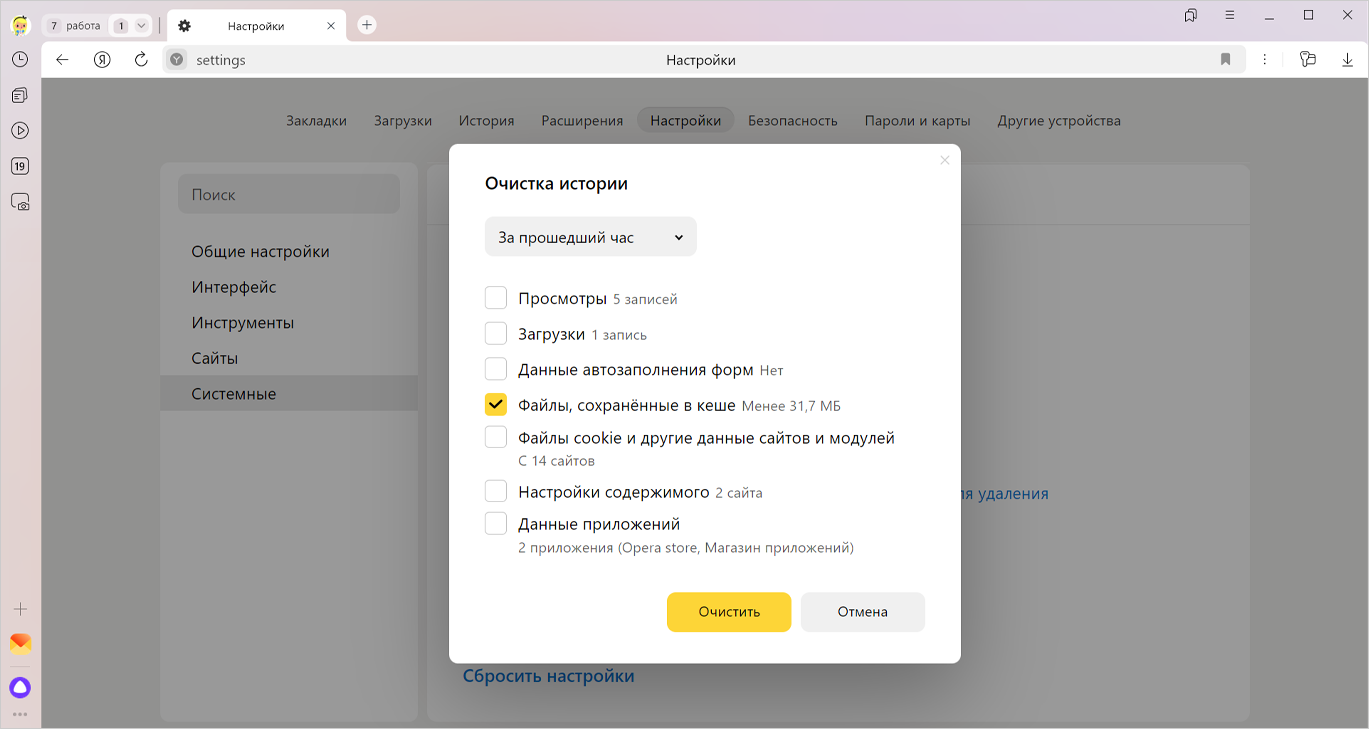 7 работа 1 Настройки
settings Настройки
19
Закладки Загрузки История Расширения Настройки Безопасность Пароли и карты Другие устройства
Поиск
Общие настройки
Интерфейс
Инструменты
Сайты
Системные
Очистка истории
За прошедший час
Просмотры 5 записей
Загрузки 1 запись
Данные автозаполнения форм Нет
Файлы, сохранённые в кеше Менее 31,7 МБ
Файлы cookie и другие данные сайтов и модулей
С 14 сайтов
Настройки содержимого 2 сайта
удаления
Данные приложений
2 приложения (Opera store, Магазин приложений)
Очистить Отмена
Сбросить настройки